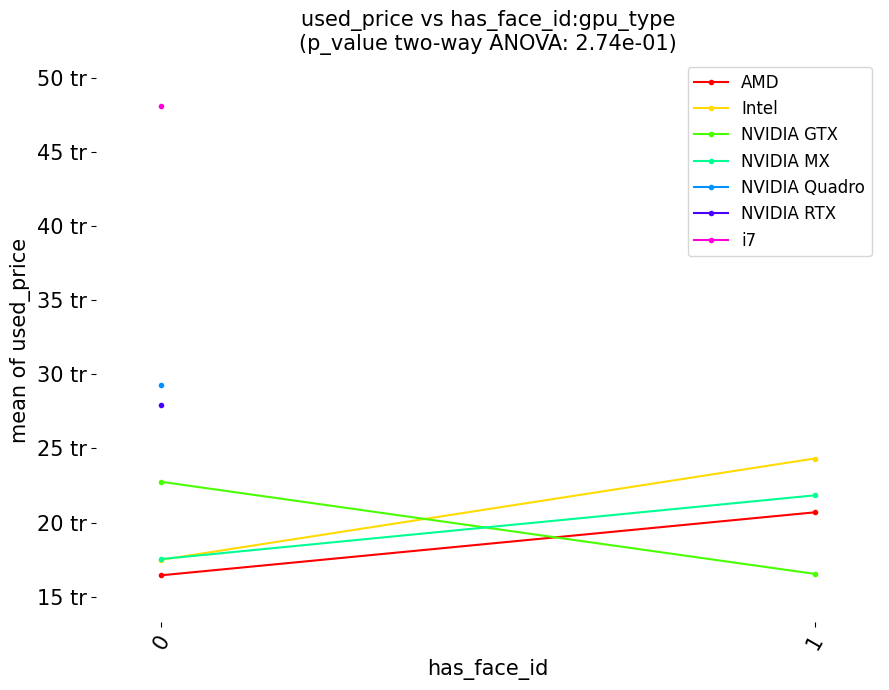 used_price vs has_face_id:gpu_type
(p_value two-way ANOVA: 2.74e-01)
50 tr
45 tr
40 tr
35 tr
30 tr
25 tr
20 tr
15 tr
mean of used_price
AMD
Intel
NVIDIA GTX
NVIDIA MX
NVIDIA Quadro
NVIDIA RTX
i7
0
1
has_face_id